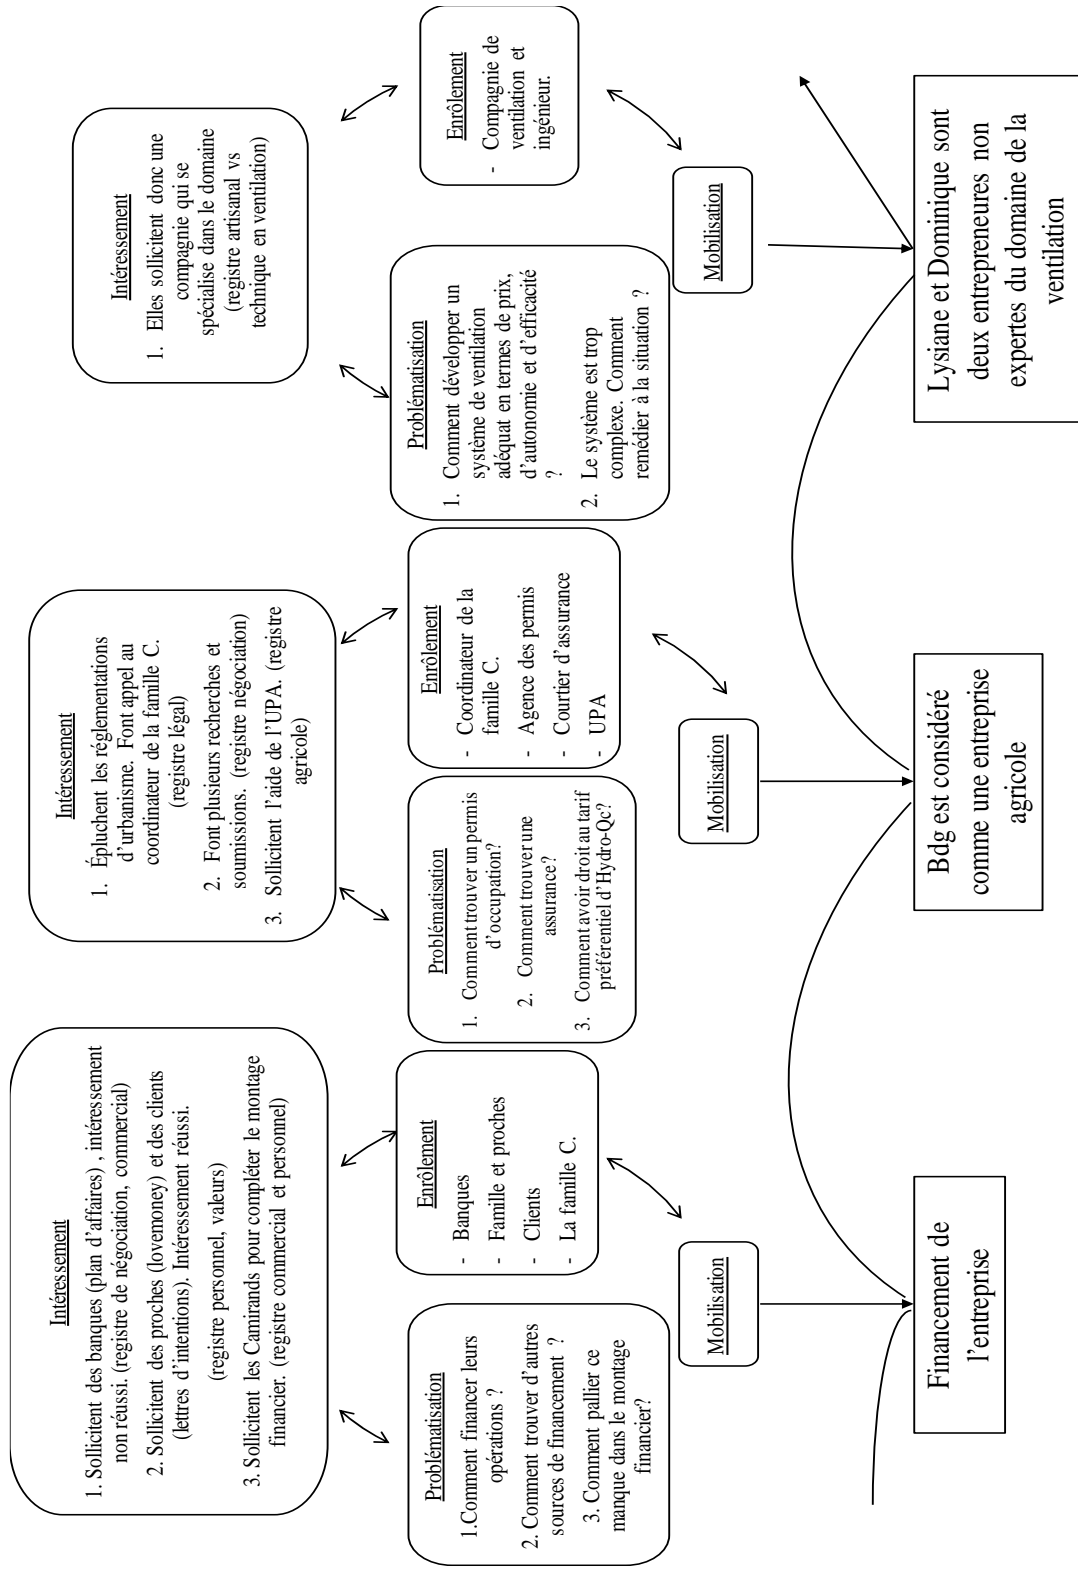 Intéressement
1. Sollicitent des banques (plan d'affaires) , intéressement
non réussi. (registre de négociation, commercial)
2. Sollicitent des proches (lovemoney) et des clients
(lettres d'intentions). Intéressement réussi.
(registre personnel, valeurs)
3. Sollicitent les Camirands pour compléter le montage
financier. (registre commercial et personnel)
Problématisation
1.Comment financer leurs
opérations ?
2. Comment trouver d'autres
sources de financement ?
3. Comment pallier ce
manque dans le montage
financier?
Enrôlement
- Banques
- Famille et proches
- Clients
- La famille C.
Mobilisation
Financement de
l'entreprise
Intéressement
1. Épluchent les réglementations
d'urbanisme. Font appel au
coordinateur de la famille C.
(registre légal)
2. Font plusieurs recherches et
soumissions. (registre négociation)
3. Sollicitent l'aide de l'UPA. (registre
agricole)
Problématisation
1. Comment trouver un permis
d'occupation?
2. Comment trouver une
assurance?
3. Comment avoir droit au tarif
préférentiel d'Hydro-Qc?
Enrôlement
- Coordinateur de la
famille C.
- Agence des permis
- Courtier d'assurance
- UPA
Mobilisation
Bdg est considéré
comme une entreprise
agricole
Intéressement
1. Elles sollicitent donc une
compagnie qui se
spécialise dans le domaine
(registre artisanal vs
technique en ventilation)
Problématisation
1. Comment développer un
système de ventilation
adéquat en termes de prix,
d'autonomie et d'efficacité
?
2. Le système est trop
complexe. Comment
remédier à la situation ?
Enrôlement
- Compagnie de
ventilation et
ingénieur.
Mobilisation
Lysiane et Dominique sont
deux entrepreneures non
expertes du domaine de la
ventilation